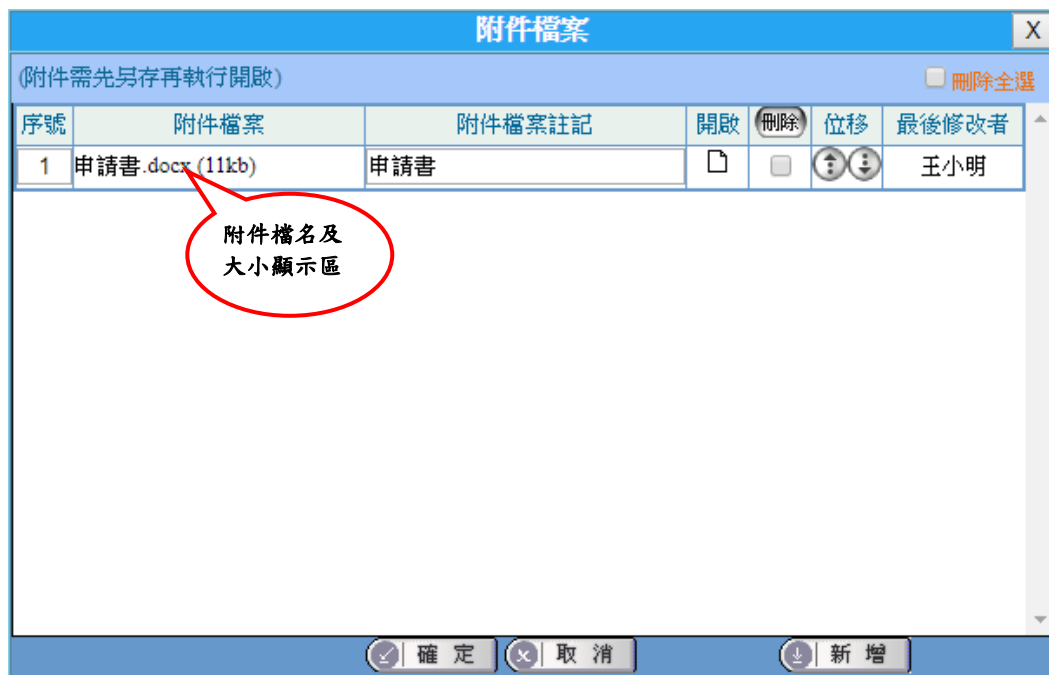 附件檔案 X
(附件需先另存再執行開啟) 刪除全選
序號 附件檔案 附件檔案註記 開啟 刪除 位移 最後修改者
1 申請書.docx (11kb) 申請書 王小明
附件檔名及
大小顯示區
確定 取消 新增